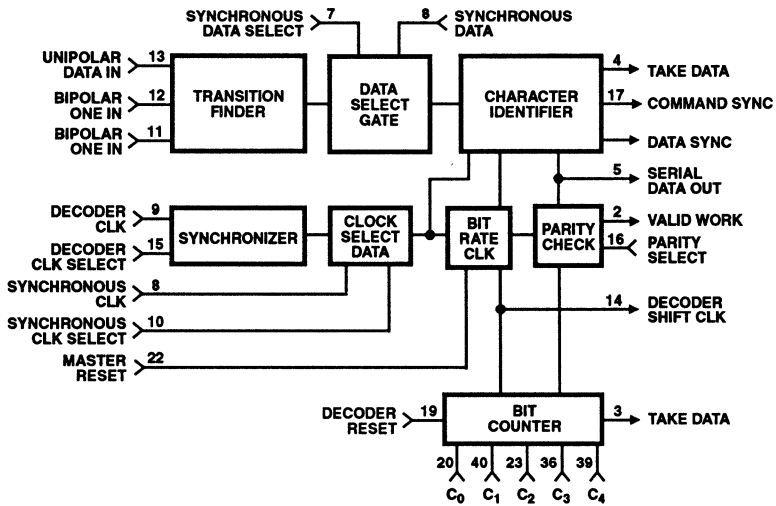 SYNCHRONOUS
DATA SELECT
7
8
SYNCHRONOUS
DATA
UNIPOLAR
DATA IN
13
BIPOLAR
ONE IN
12
BIPOLAR
ONE IN
11
TRANSITION
FINDER
DATA
SELECT
GATE
CHARACTER
IDENTIFIER
4
TAKE DATA
17
COMMAND SYNC
DATA SYNC
5
SERIAL
DATA OUT
DECODER
CLK
9
DECODER
CLK SELECT
15
SYNCHRONIZER
CLOCK
SELECT
DATA
BIT
RATE
CLK
PARITY
CHECK
2
VALID WORK
16
PARITY
SELECT
SYNCHRONOUS
CLK
8
SYNCHRONOUS
CLK SELECT
10
14
DECODER
SHIFT CLK
MASTER
RESET
22
DECODER
RESET
19
BIT
COUNTER
3
TAKE DATA
20
40
23
36
39
C0
C1
C2
C3
C4